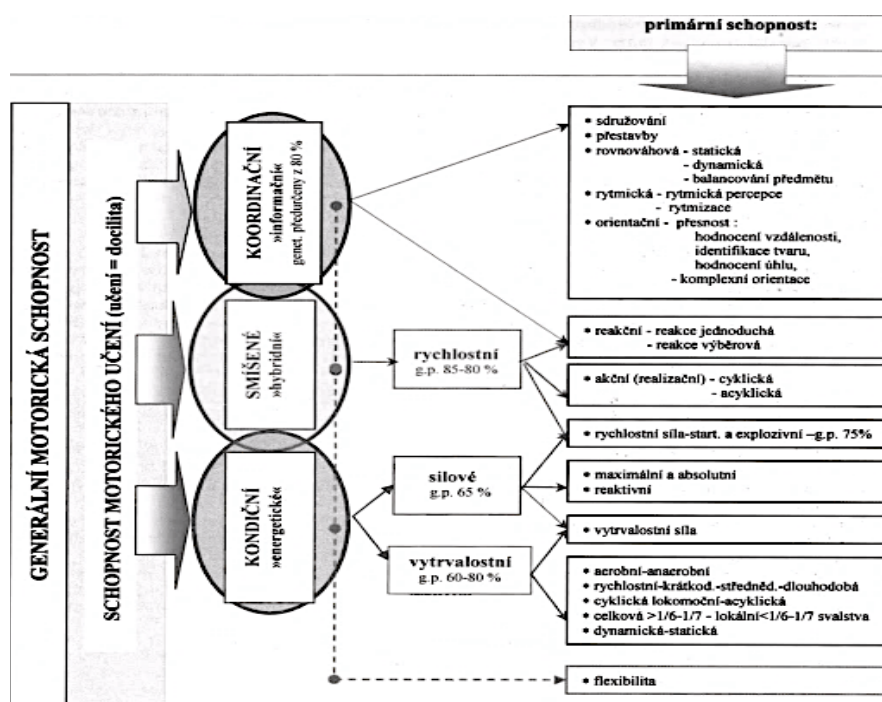 primární schopnost:
GENERÁLNÍ MOTORICKÁ SCHOPNOST
SCHOPNOST MOTORICKÉHO UČENÍ (učení = docilita)
KOORDINAČNÍ
»informační«
genet. předurčeny z 80 %
SMÍŠENÉ
»hybridní«
KONDIČNÍ
»energetické«
rychlostní
g.p. 85-80 %
silové
g.p. 65 %
vytrvalostní
g.p. 60-80 %
• sdružování
• přestavby
• rovnováhová - statická
- dynamická
- balancování předmětu
• rytmická - rytmická percepce
- rytmizace
• orientační - přesnost :
hodnocení vzdálenosti,
identifikace tvaru,
hodnocení úhlu,
- komplexní orientace
• reakční - reakce jednoduchá
- reakce výběrová
• akční (realizační) - cyklická
- acyklická
• rychlostní síla-start. a explozivní –g.p. 75%
• maximální a absolutní
• reaktivní
• vytrvalostní síla
• aerobní-anaerobní
• rychlostní-krátkod.-středněd.-dlouhodobá
• cyklická lokomoční-acyklická
• celková >1/6-1/7 - lokální<1/6-1/7 svalstva
• dynamická-statická
• flexibilita